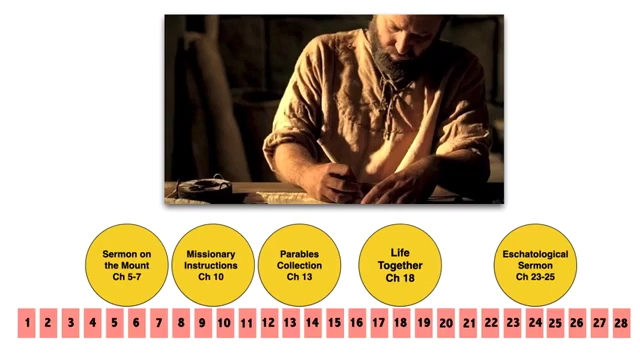 Sermon on
the Mount
Ch 5-7
Missionary
Instructions
Ch 10
Parables
Collection
Ch 13
Life
Together
Ch 18
Eschatological
Sermon
Ch 23-25
1 2 3 4 5 6 7 8 9 10 11 12 13 14 15 16 17 18 19 20 21 22 23 24 25 26 27 28